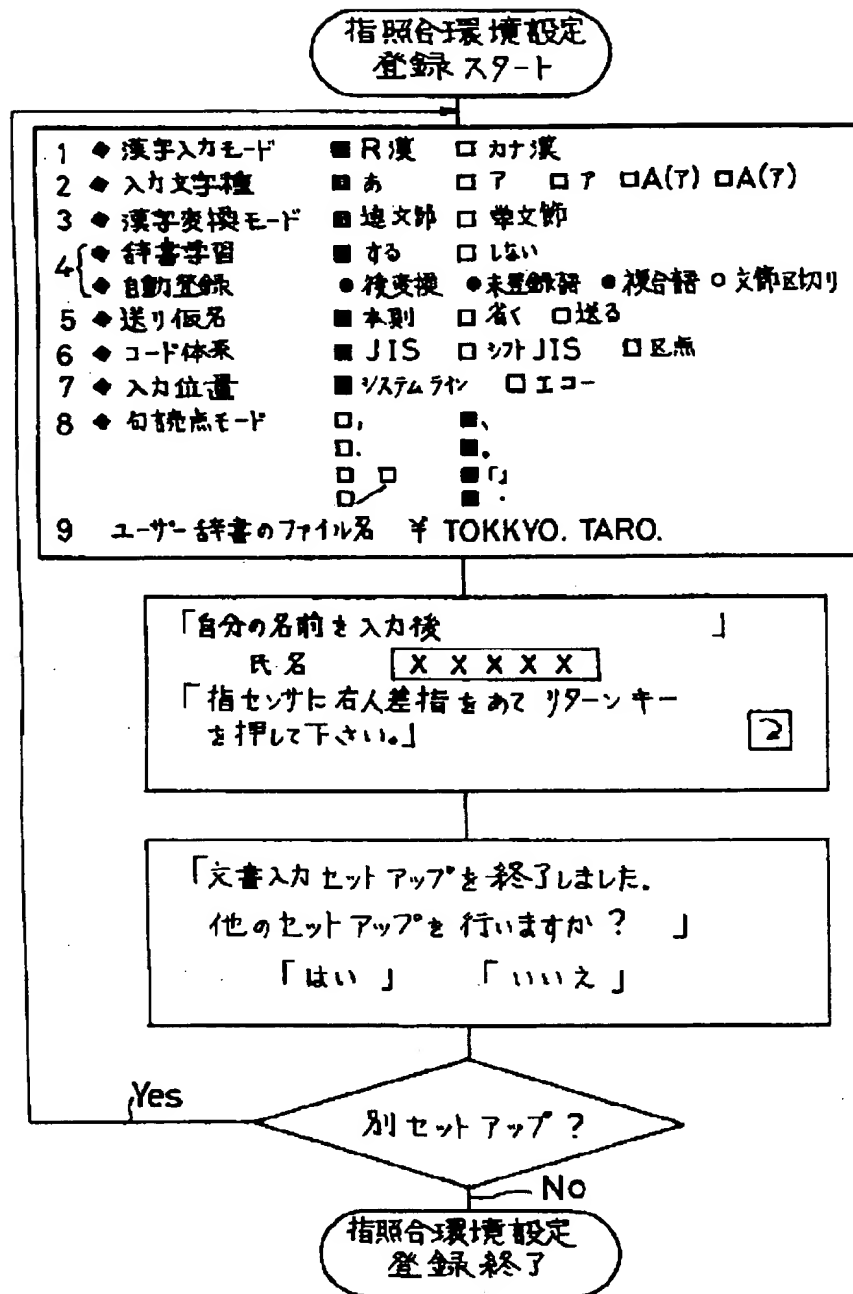 指照合環境設定
登録スタート
1 ◆ 漢字入力モード ■ R漢 □ カナ漢
2 ◆ 入力文字種 ■ あ □ ア □ ア □A(ア) □A(ア)
3 ◆ 漢字変換モード ■ 連文節 □ 単文節
4 ◆ 辞書学習 ■ する □ しない
◆ 自動登録 ●後変換 ●未登録語 ●複合語 ○文節区切り
5 ◆ 送り仮名 ■ 本則 □ 省く □送る
6 ◆ コード体系 ■ JIS □ シフトJIS □ 区点
7 ◆ 入力位置 ■ システムライン □ エコー
8 ◆ 句読点モード □, ■、
□. ■。
□ □ ■「」
□／ ■・
9 ユーザー辞書のファイル名 ¥ TOKKYO. TARO.
「自分の名前を入力後 」
氏名 X X X X X
「指センサに右人差指をあて リターンキー
を押して下さい。」
「文書入力セットアップを終了しました.
他のセットアップを行いますか? 」
「はい」 「いいえ」
Yes
別セットアップ?
No
指照合環境設定
登録終了